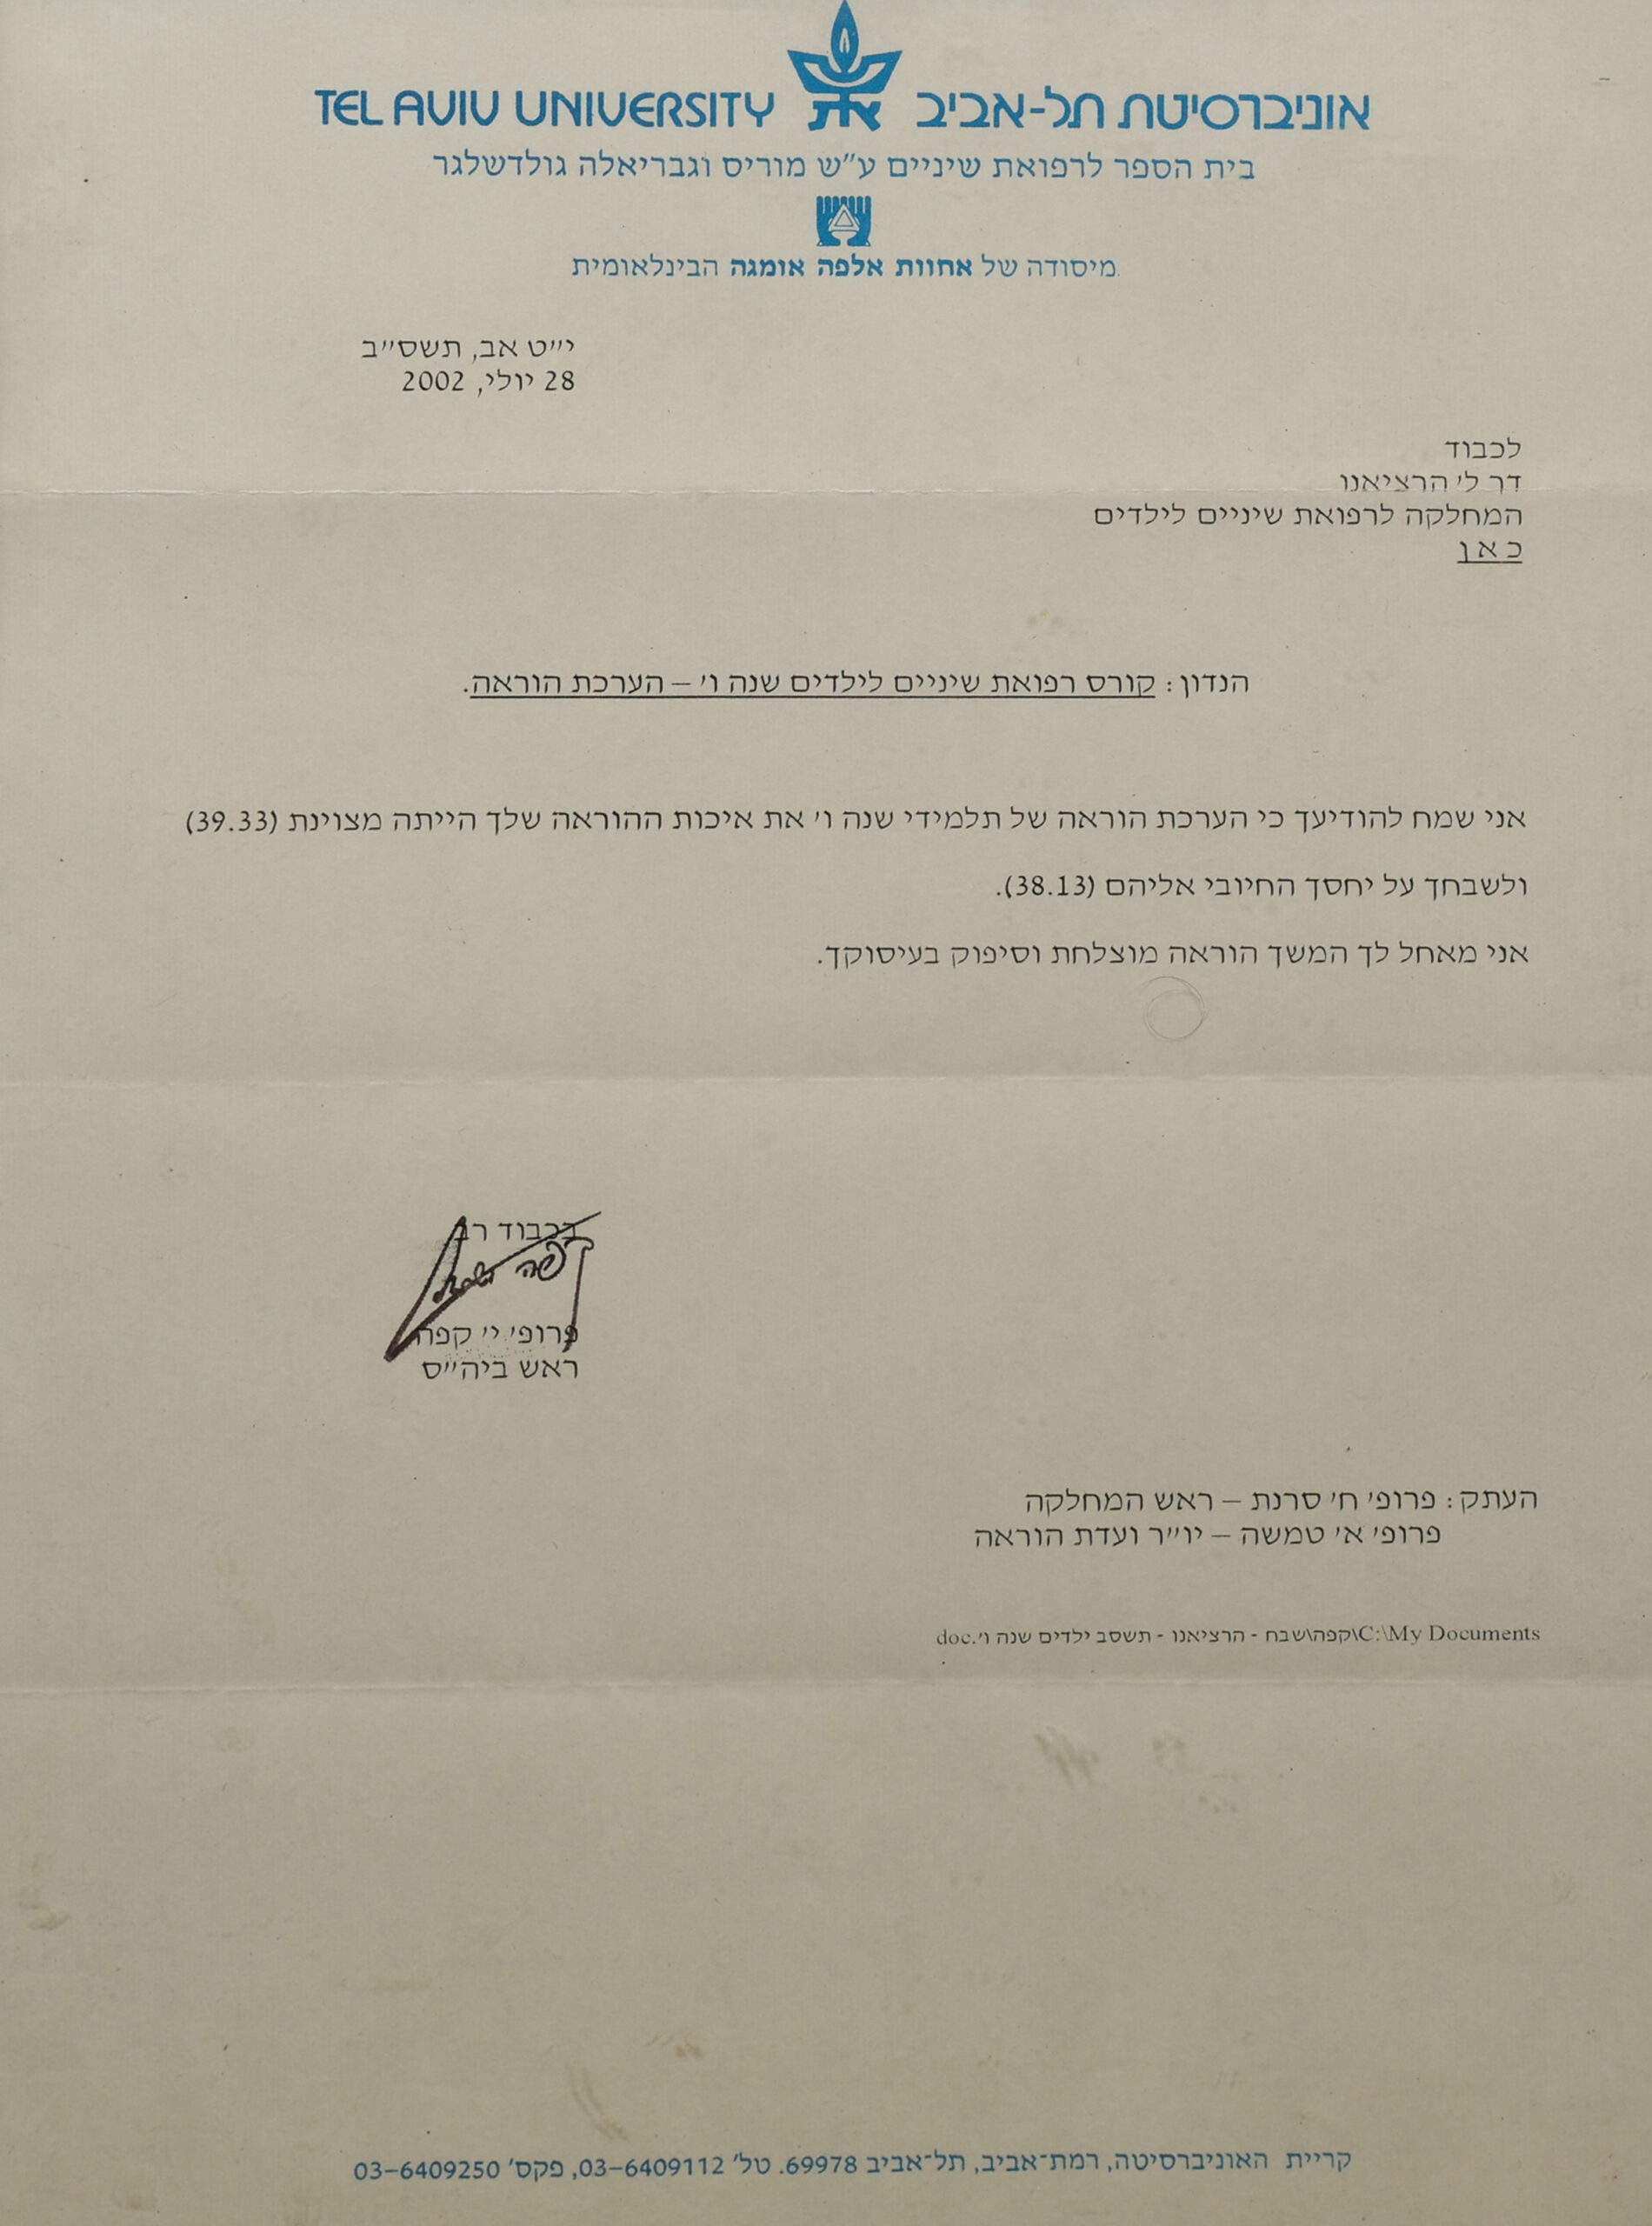 TEL AVIV UNIVERSITY את אוניברסיטת תל-אביב
בית הספר לרפואת שיניים ע״ש מוריס וגבריאלה גולדשלגר
מיסודה של אחוות אלפה אומגה הבינלאומית
י״ט אב, תשס״ב
28 יולי, 2002
לכבוד
דר ל׳ הרציאנו
המחלקה לרפואת שיניים לילדים
כ א ן
הנדון: קורס רפואת שיניים לילדים שנה ו׳ – הערכת הוראה.
אני שמח להודיעך כי הערכת הוראה של תלמידי שנה ו׳ את איכות ההוראה שלך הייתה מצוינת (39.33)
ולשבחך על יחסך החיובי אליהם (38.13).
אני מאחל לך המשך הוראה מוצלחת וסיפוק בעיסוקך.
בכבוד רב
פרופ׳ י׳ קפה
ראש ביה״ס
העתק: פרופ׳ ח׳ סרנת – ראש המחלקה
פרופ׳ א׳ טמשה – יו״ר ועדת הוראה
C:\My Documents\קפה\שבח - הרציאנו - תשסב ילדים שנה ו׳.doc
קריית האוניברסיטה, רמת־אביב, תל־אביב 69978. טל׳ 03-6409112, פקס׳ 03-6409250